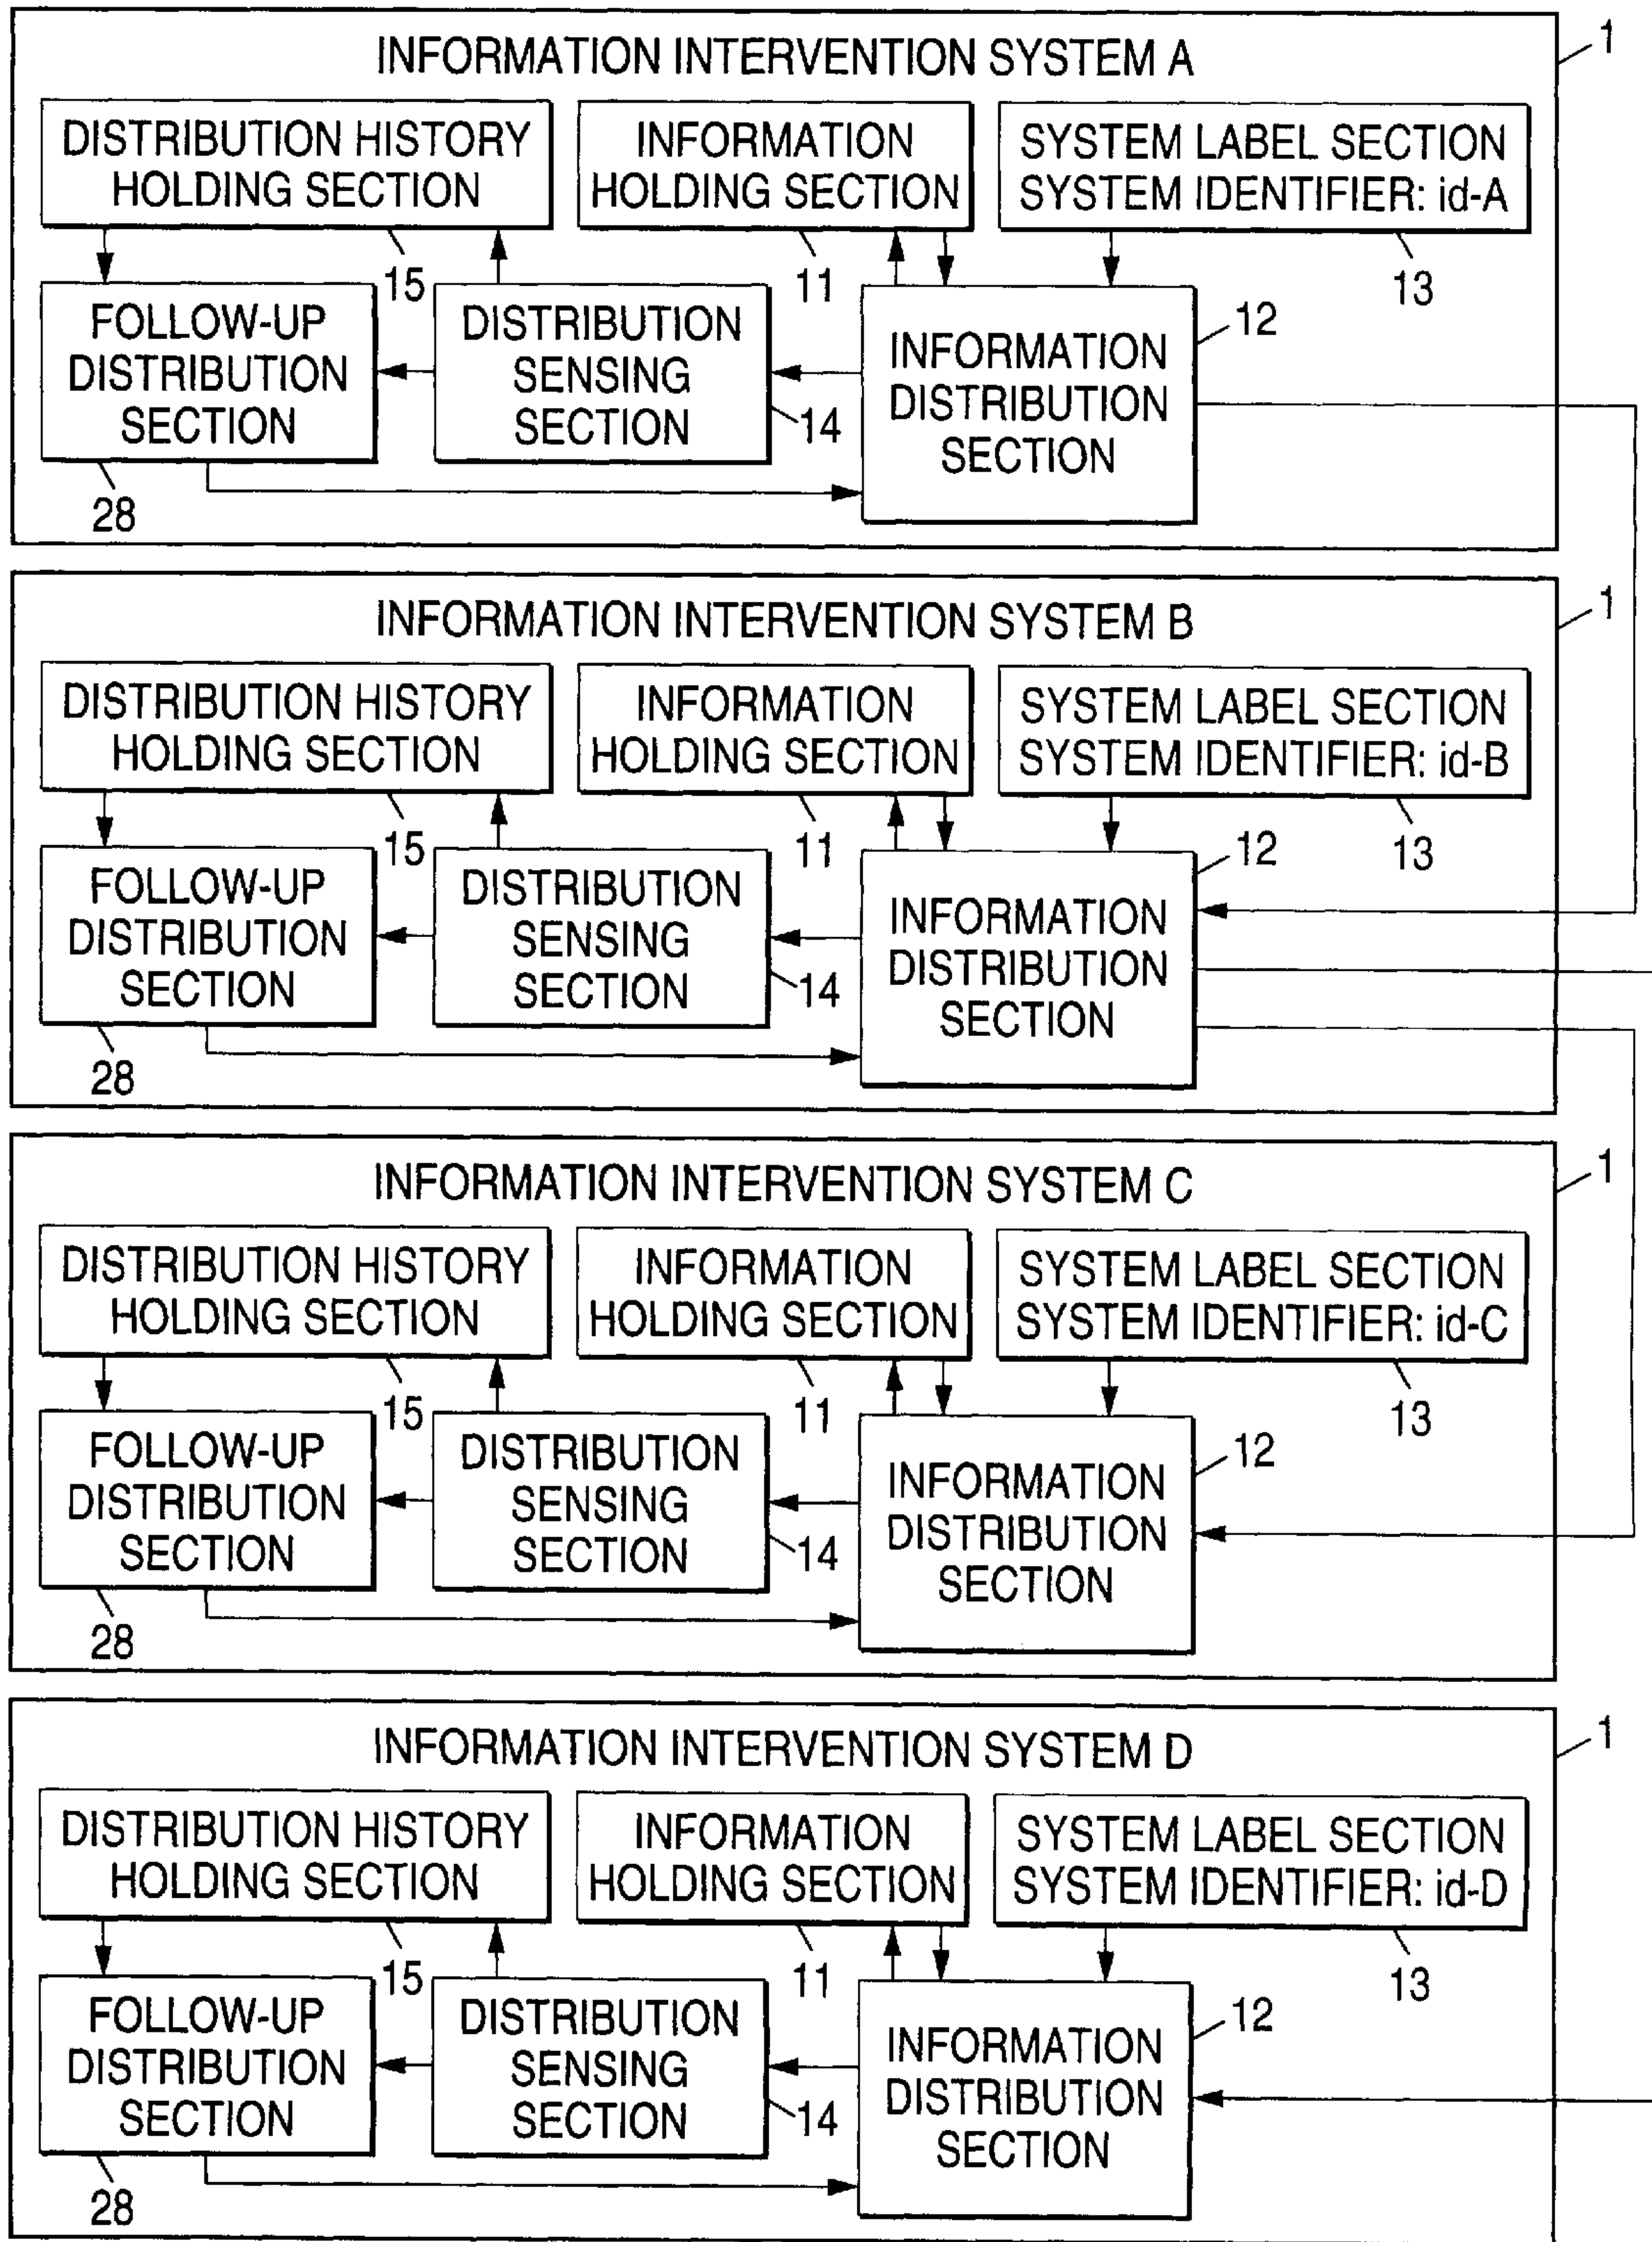 INFORMATION INTERVENTION SYSTEM A
1
DISTRIBUTION HISTORY
HOLDING SECTION
INFORMATION
HOLDING SECTION
SYSTEM LABEL SECTION
SYSTEM IDENTIFIER: id-A
15
11
13
FOLLOW-UP
DISTRIBUTION
SECTION
DISTRIBUTION
SENSING
SECTION
INFORMATION
DISTRIBUTION
SECTION
12
14
28
INFORMATION INTERVENTION SYSTEM B
1
DISTRIBUTION HISTORY
HOLDING SECTION
INFORMATION
HOLDING SECTION
SYSTEM LABEL SECTION
SYSTEM IDENTIFIER: id-B
15
11
13
FOLLOW-UP
DISTRIBUTION
SECTION
DISTRIBUTION
SENSING
SECTION
INFORMATION
DISTRIBUTION
SECTION
12
14
28
INFORMATION INTERVENTION SYSTEM C
1
DISTRIBUTION HISTORY
HOLDING SECTION
INFORMATION
HOLDING SECTION
SYSTEM LABEL SECTION
SYSTEM IDENTIFIER: id-C
15
11
13
FOLLOW-UP
DISTRIBUTION
SECTION
DISTRIBUTION
SENSING
SECTION
INFORMATION
DISTRIBUTION
SECTION
12
14
28
INFORMATION INTERVENTION SYSTEM D
1
DISTRIBUTION HISTORY
HOLDING SECTION
INFORMATION
HOLDING SECTION
SYSTEM LABEL SECTION
SYSTEM IDENTIFIER: id-D
15
11
13
FOLLOW-UP
DISTRIBUTION
SECTION
DISTRIBUTION
SENSING
SECTION
INFORMATION
DISTRIBUTION
SECTION
12
14
28